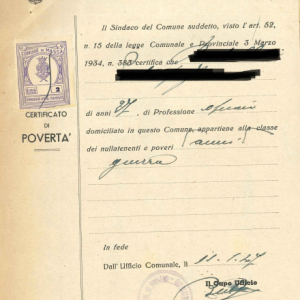 CERTIFICATO
DI
POVERTA'
Il Sindaco del Comune suddetto, visto l'art. 52,
n. 15 della legge Comunale e Provinciale 3 Marzo
1934, n. 383 certifica che
di anni 37, di Professione operaio
domiciliato in questo Comune, appartiene alla classe
dei nullatenenti e poveri
guerra
In fede
Dall' Ufficio Comunale, li
Il Capo Ufficio